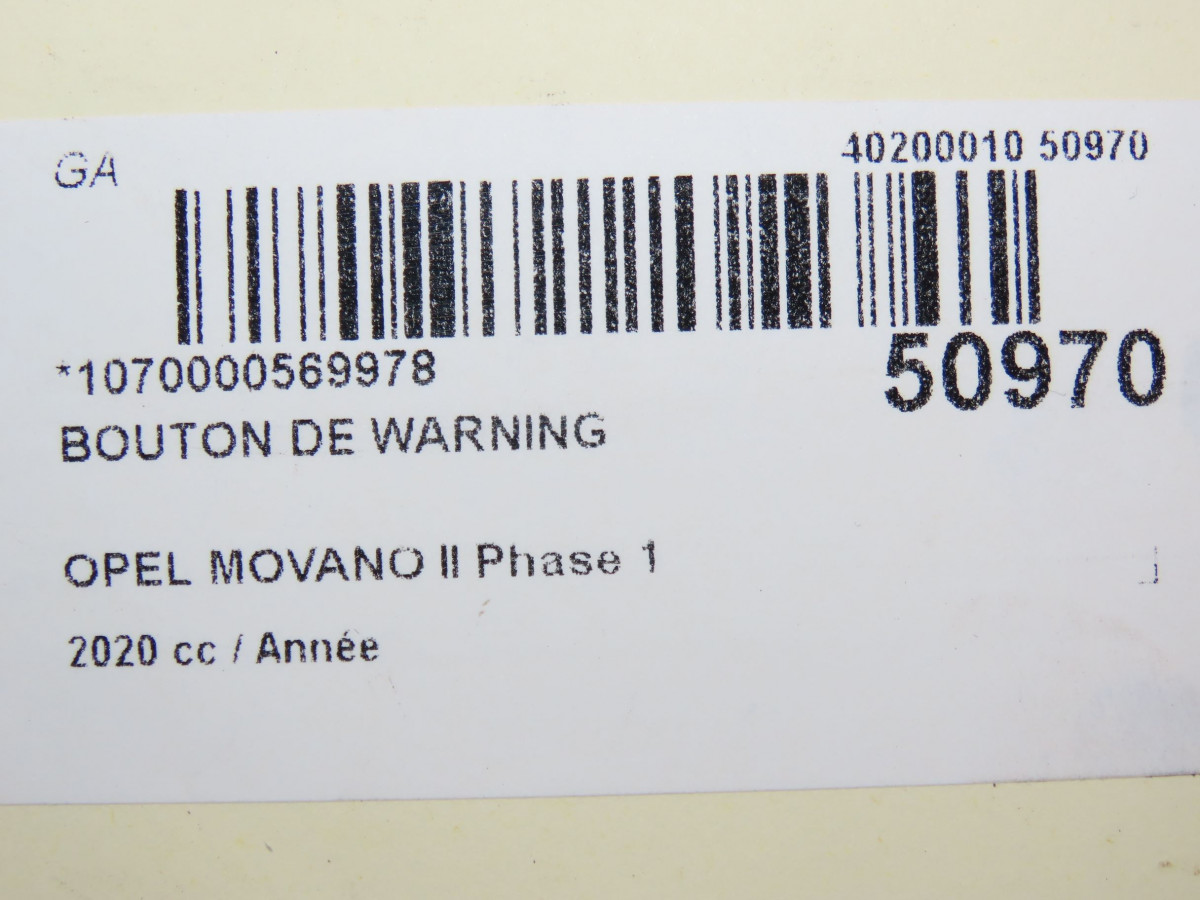 GA
40200010 50970
*1070000569978
50970
BOUTON DE WARNING
OPEL MOVANO II Phase 1
2020 cc / Année